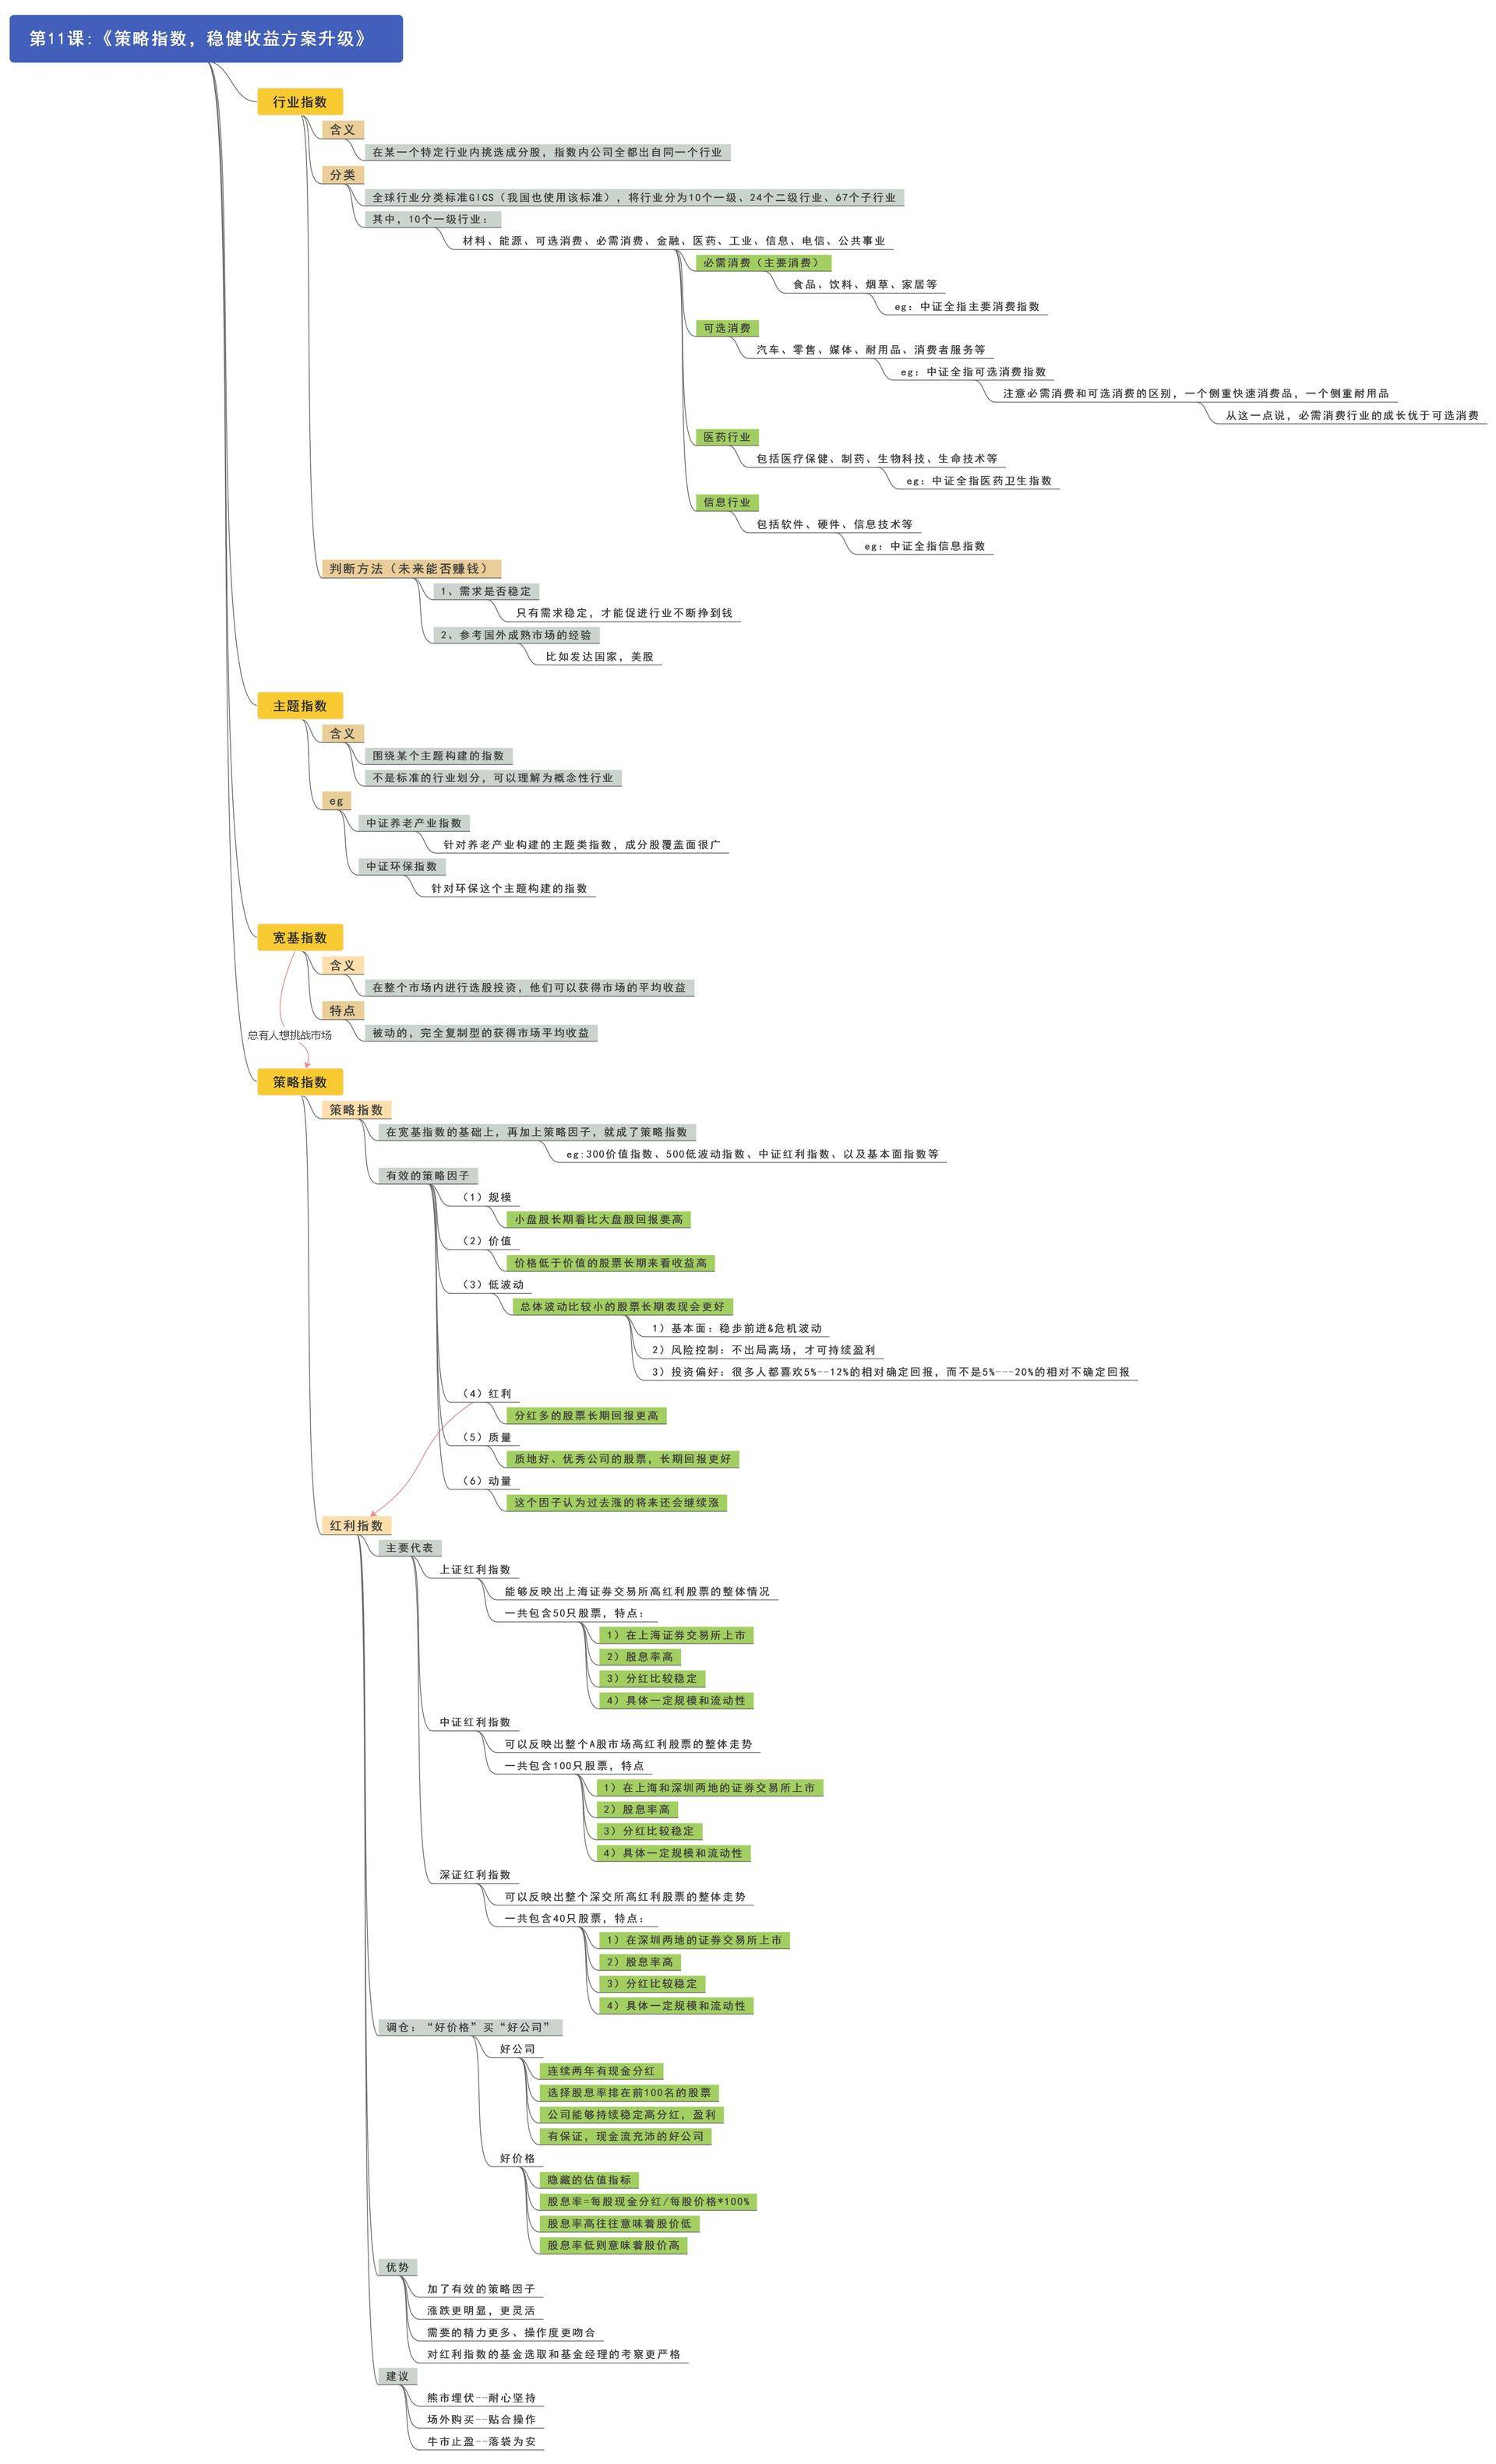 第11课:《策略指数，稳健收益方案升级》
行业指数
含义
在某一个特定行业内挑选成分股，指数内公司全都出自同一个行业
分类
全球行业分类标准GICS（我国也使用该标准），将行业分为10个一级、24个二级行业、67个子行业
其中，10个一级行业：
材料、能源、可选消费、必需消费、金融、医药、工业、信息、电信、公共事业
必需消费（主要消费）
食品、饮料、烟草、家居等
eg：中证全指主要消费指数
可选消费
汽车、零售、媒体、耐用品、消费者服务等
eg：中证全指可选消费指数
注意必需消费和可选消费的区别，一个侧重快速消费品，一个侧重耐用品
从这一点说，必需消费行业的成长优于可选消费
医药行业
包括医疗保健、制药、生物科技、生命技术等
eg：中证全指医药卫生指数
信息行业
包括软件、硬件、信息技术等
eg：中证全指信息指数
判断方法（未来能否赚钱）
1、需求是否稳定
只有需求稳定，才能促进行业不断挣到钱
2、参考国外成熟市场的经验
比如发达国家，美股
主题指数
含义
围绕某个主题构建的指数
不是标准的行业划分，可以理解为概念性行业
eg
中证养老产业指数
针对养老产业构建的主题类指数，成分股覆盖面很广
中证环保指数
针对环保这个主题构建的指数
宽基指数
含义
在整个市场内进行选股投资，他们可以获得市场的平均收益
特点
被动的，完全复制型的获得市场平均收益
总有人想挑战市场
策略指数
策略指数
在宽基指数的基础上，再加上策略因子，就成了策略指数
eg:300价值指数、500低波动指数、中证红利指数、以及基本面指数等
有效的策略因子
（1）规模
小盘股长期看比大盘股回报要高
（2）价值
价格低于价值的股票长期来看收益高
（3）低波动
总体波动比较小的股票长期表现会更好
1）基本面：稳步前进&危机波动
2）风险控制：不出局离场，才可持续盈利
3）投资偏好：很多人都喜欢5%--12%的相对确定回报，而不是5%---20%的相对不确定回报
（4）红利
分红多的股票长期回报更高
（5）质量
质地好、优秀公司的股票，长期回报更好
（6）动量
这个因子认为过去涨的将来还会继续涨
红利指数
主要代表
上证红利指数
能够反映出上海证券交易所高红利股票的整体情况
一共包含50只股票，特点：
1）在上海证券交易所上市
2）股息率高
3）分红比较稳定
4）具体一定规模和流动性
中证红利指数
可以反映出整个A股市场高红利股票的整体走势
一共包含100只股票，特点
1）在上海和深圳两地的证券交易所上市
2）股息率高
3）分红比较稳定
4）具体一定规模和流动性
深证红利指数
可以反映出整个深交所高红利股票的整体走势
一共包含40只股票，特点：
1）在深圳两地的证券交易所上市
2）股息率高
3）分红比较稳定
4）具体一定规模和流动性
调仓：“好价格”买“好公司”
好公司
连续两年有现金分红
选择股息率排在前100名的股票
公司能够持续稳定高分红，盈利
有保证，现金流充沛的好公司
好价格
隐藏的估值指标
股息率=每股现金分红/每股价格*100%
股息率高往往意味着股价低
股息率低则意味着股价高
优势
加了有效的策略因子
涨跌更明显，更灵活
需要的精力更多、操作度更吻合
对红利指数的基金选取和基金经理的考察更严格
建议
熊市埋伏--耐心坚持
场外购买--贴合操作
牛市止盈--落袋为安